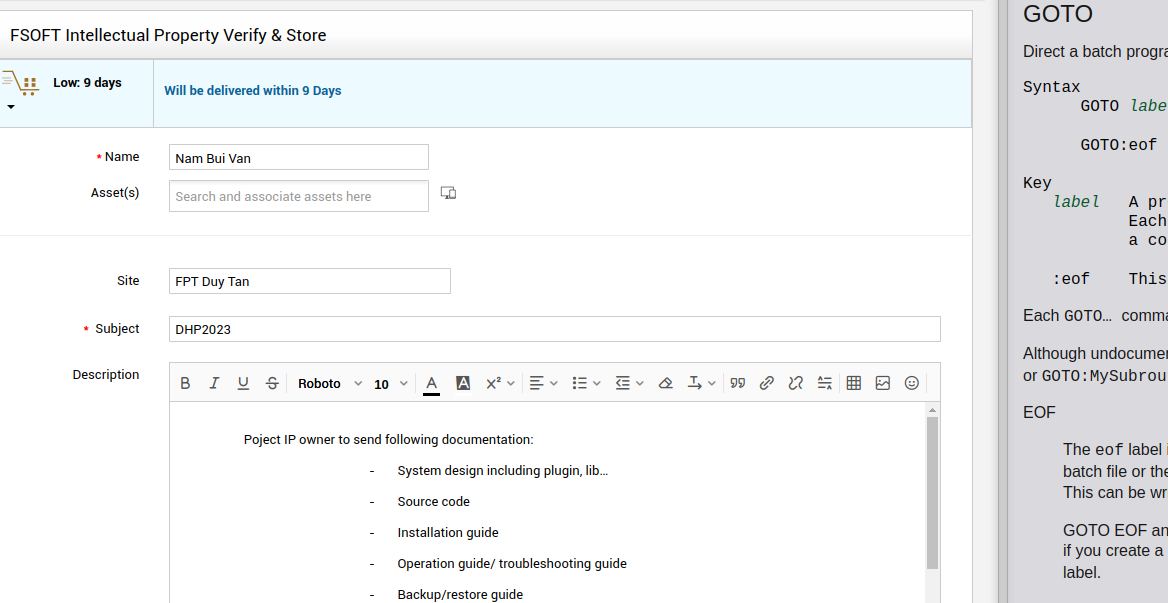 FSOFT Intellectual Property Verify & Store
Low: 9 days
Will be delivered within 9 Days
* Name
Nam Bui Van
Asset(s)
Search and associate assets here
Site
FPT Duy Tan
* Subject
DHP2023
Description
B I U S Roboto 10 A A X² T
Poject IP owner to send following documentation:
- System design including plugin, lib...
- Source code
- Installation guide
- Operation guide/ troubleshooting guide
- Backup/restore guide
GOTO
Direct a batch progra
Syntax
GOTO labe
GOTO:eof
Key
label A pr
Each
a co
:eof This
Each GOTO… comma
Although undocumen
or GOTO:MySubrou
EOF
The eof label i
batch file or the
This can be wr
GOTO EOF an
if you create a
label.